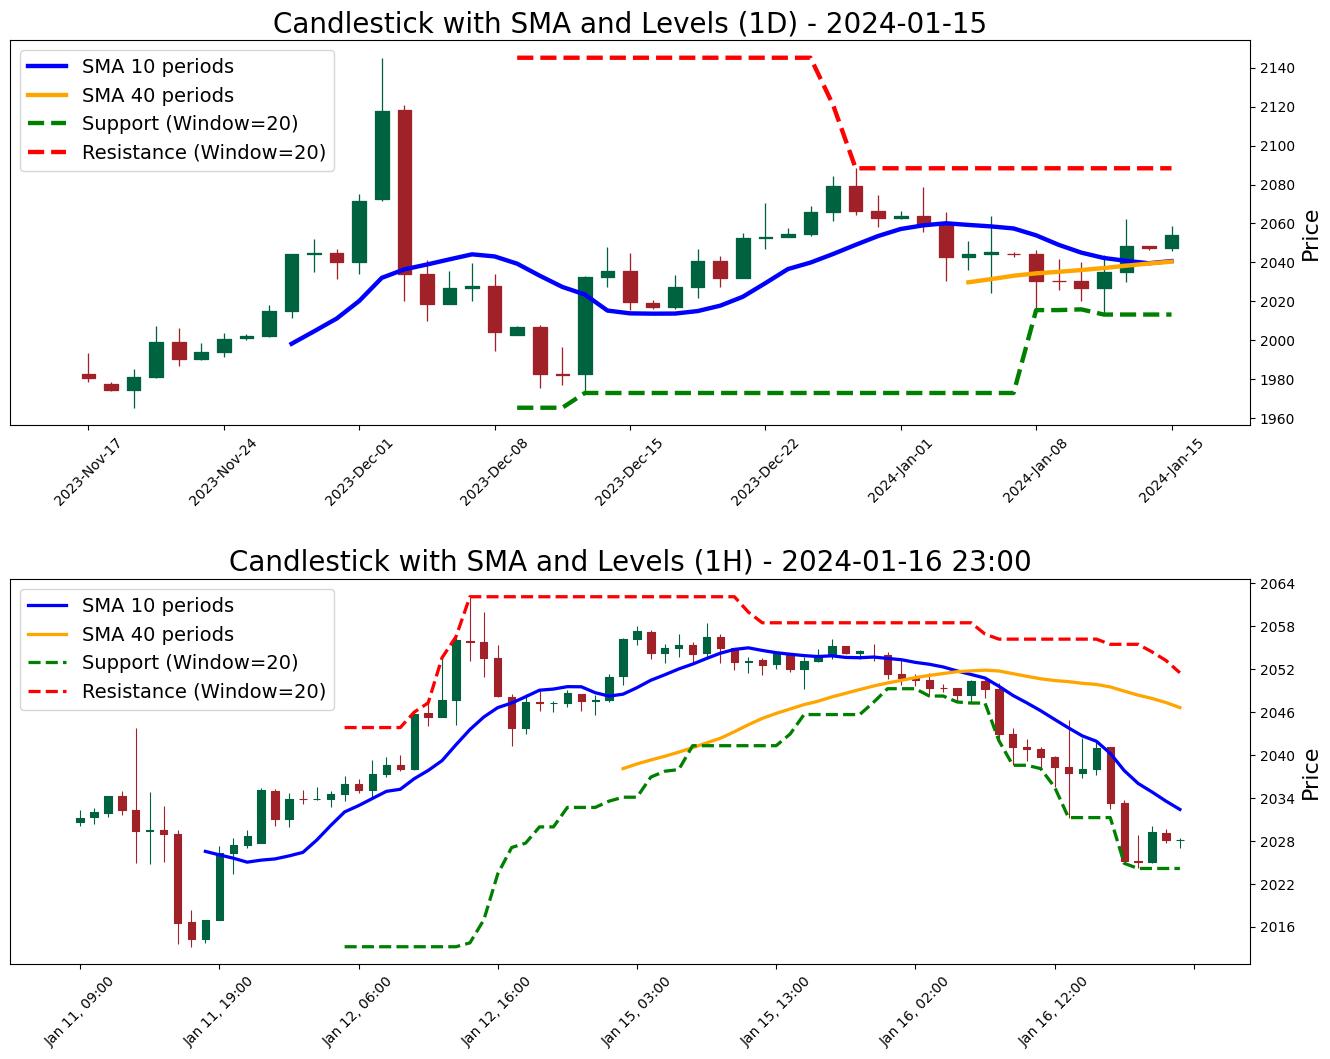 Candlestick with SMA and Levels (1D) - 2024-01-15
SMA 10 periods
SMA 40 periods
Support (Window=20)
Resistance (Window=20)
2140
2120
2100
2080
2060
2040
2020
2000
1980
1960
Price
2023-Nov-17
2023-Nov-24
2023-Dec-01
2023-Dec-08
2023-Dec-15
2023-Dec-22
2024-Jan-01
2024-Jan-08
2024-Jan-15
Candlestick with SMA and Levels (1H) - 2024-01-16 23:00
SMA 10 periods
SMA 40 periods
Support (Window=20)
Resistance (Window=20)
2064
2058
2052
2046
2040
2034
2028
2022
2016
Price
Jan 11, 09:00
Jan 11, 19:00
Jan 12, 06:00
Jan 12, 16:00
Jan 15, 03:00
Jan 15, 13:00
Jan 16, 02:00
Jan 16, 12:00